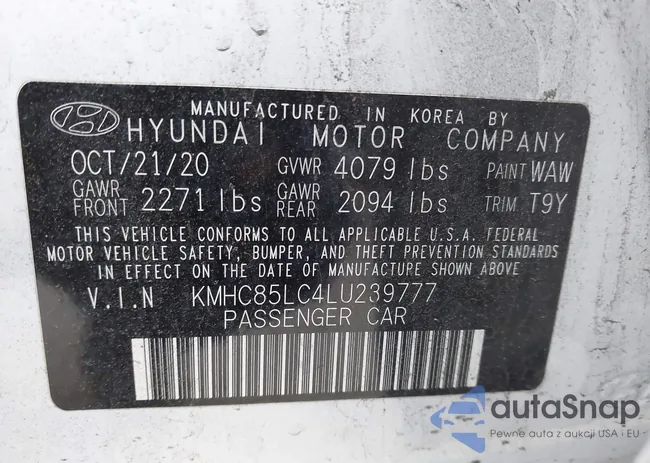 MANUFACTURED IN KOREA BY
HYUNDAI MOTOR COMPANY
OCT/21/20 GVWR 4079 lbs PAINT WAW
GAWR FRONT 2271 lbs GAWR REAR 2094 lbs TRIM T9Y
THIS VEHICLE CONFORMS TO ALL APPLICABLE U.S.A. FEDERAL
MOTOR VEHICLE SAFETY, BUMPER, AND THEFT PREVENTION STANDARDS
IN EFFECT ON THE DATE OF MANUFACTURE SHOWN ABOVE.
V.I.N KMHC85LC4LU239777
PASSENGER CAR
autaSnap
Pewne auta z aukcji USA i EU